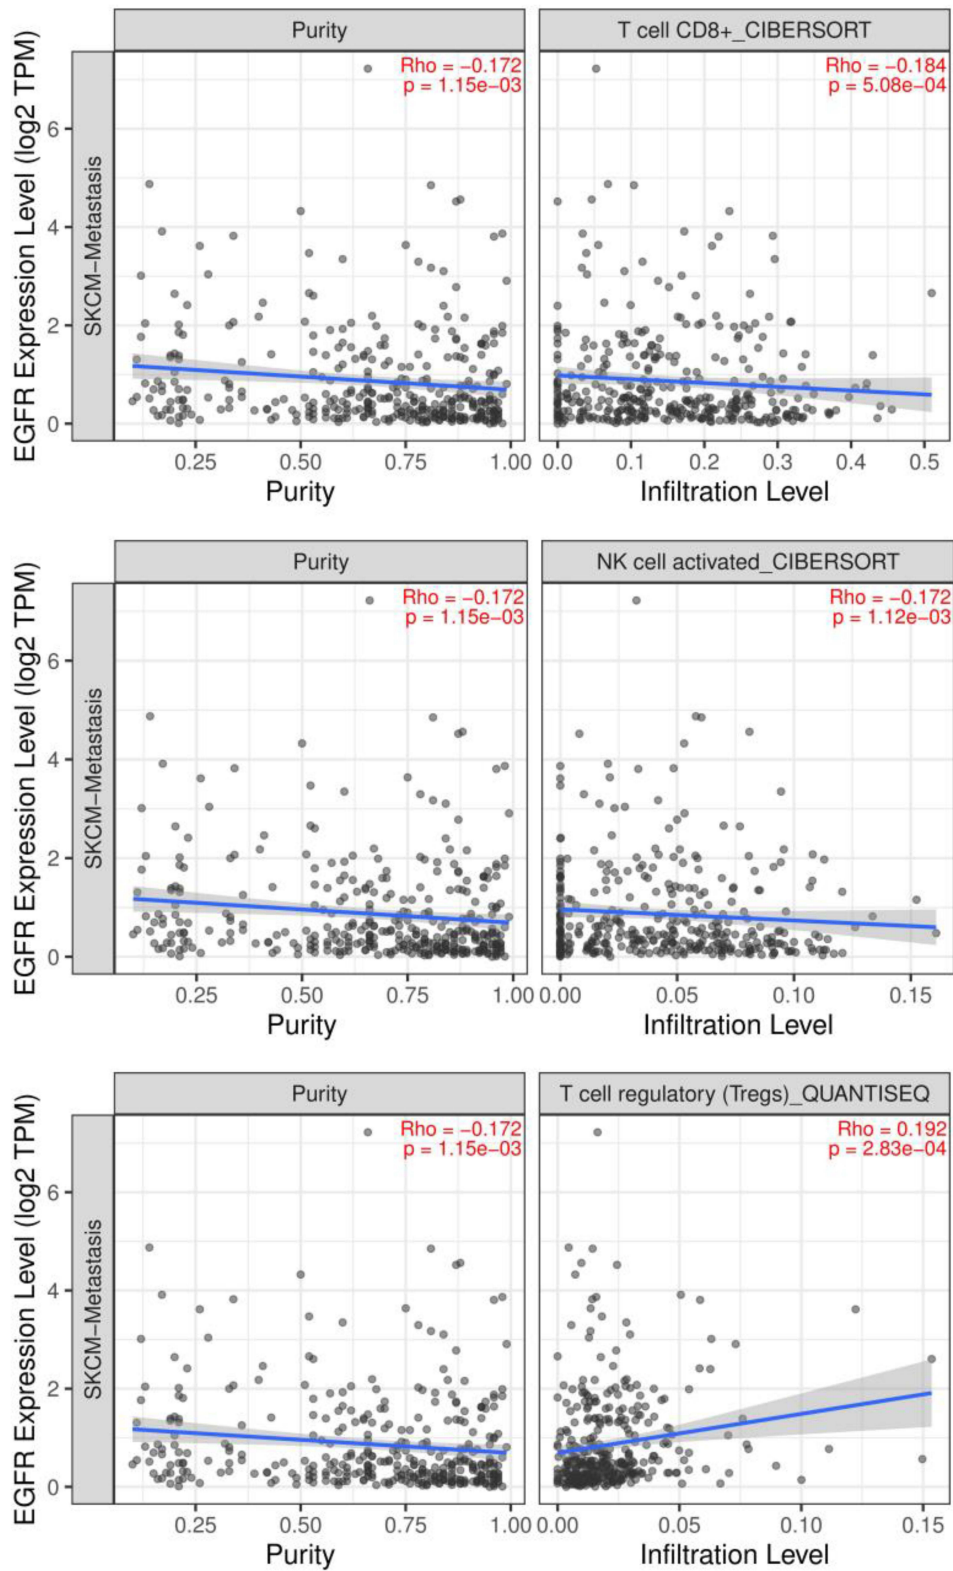 Purity
T cell CD8+_CIBERSORT
EGFR Expression Level (log2 TPM)
SKCM−Metastasis
Rho = −0.172
p = 1.15e−03
Rho = −0.184
p = 5.08e−04
6
4
2
0
0.25 0.50 0.75 1.00
0.0 0.1 0.2 0.3 0.4 0.5
Purity
Infiltration Level
Purity
NK cell activated_CIBERSORT
EGFR Expression Level (log2 TPM)
SKCM−Metastasis
Rho = −0.172
p = 1.15e−03
Rho = −0.172
p = 1.12e−03
6
4
2
0
0.25 0.50 0.75 1.00
0.00 0.05 0.10 0.15
Purity
Infiltration Level
Purity
T cell regulatory (Tregs)_QUANTISEQ
EGFR Expression Level (log2 TPM)
SKCM−Metastasis
Rho = −0.172
p = 1.15e−03
Rho = 0.192
p = 2.83e−04
6
4
2
0
0.25 0.50 0.75 1.00
0.00 0.05 0.10 0.15
Purity
Infiltration Level